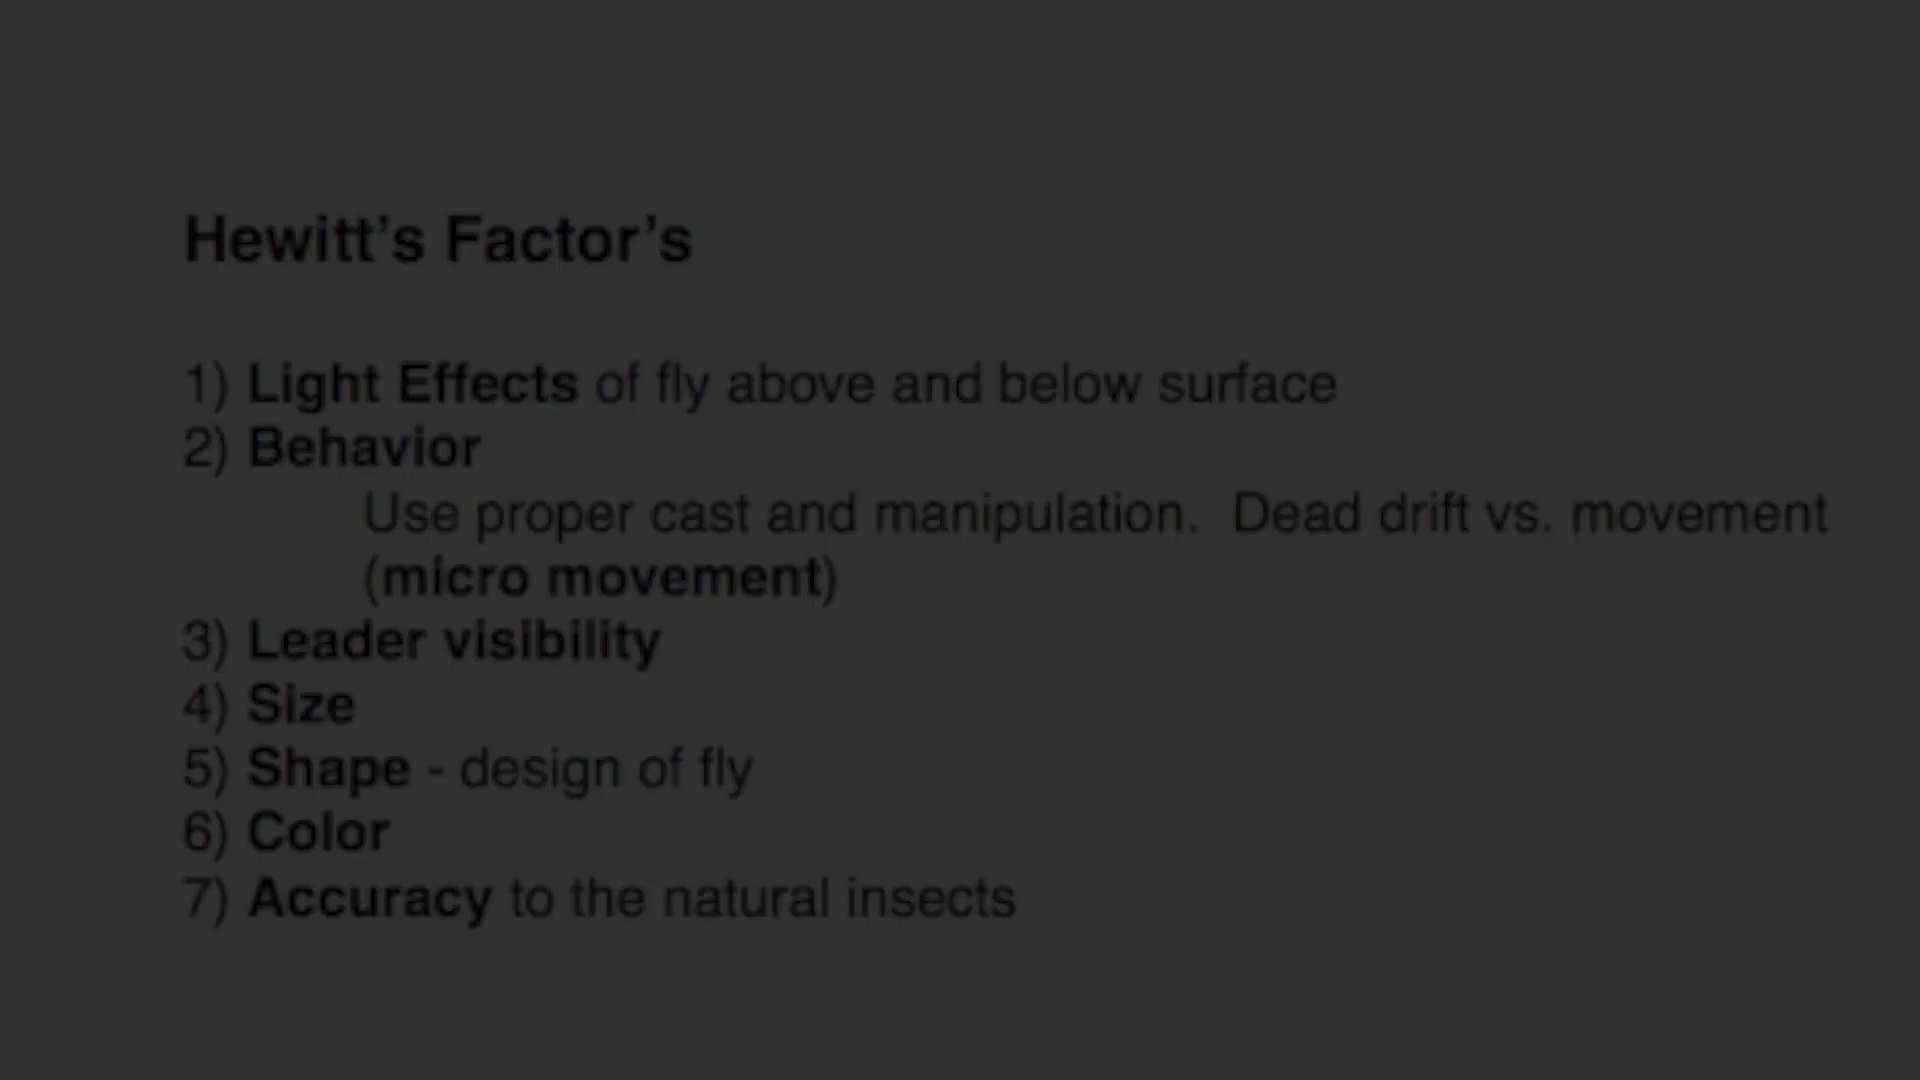 Hewitt’s Factor’s
1) Light Effects of fly above and below surface
2) Behavior
Use proper cast and manipulation.  Dead drift vs. movement
(micro movement)
3) Leader visibility
4) Size
5) Shape - design of fly
6) Color
7) Accuracy to the natural insects